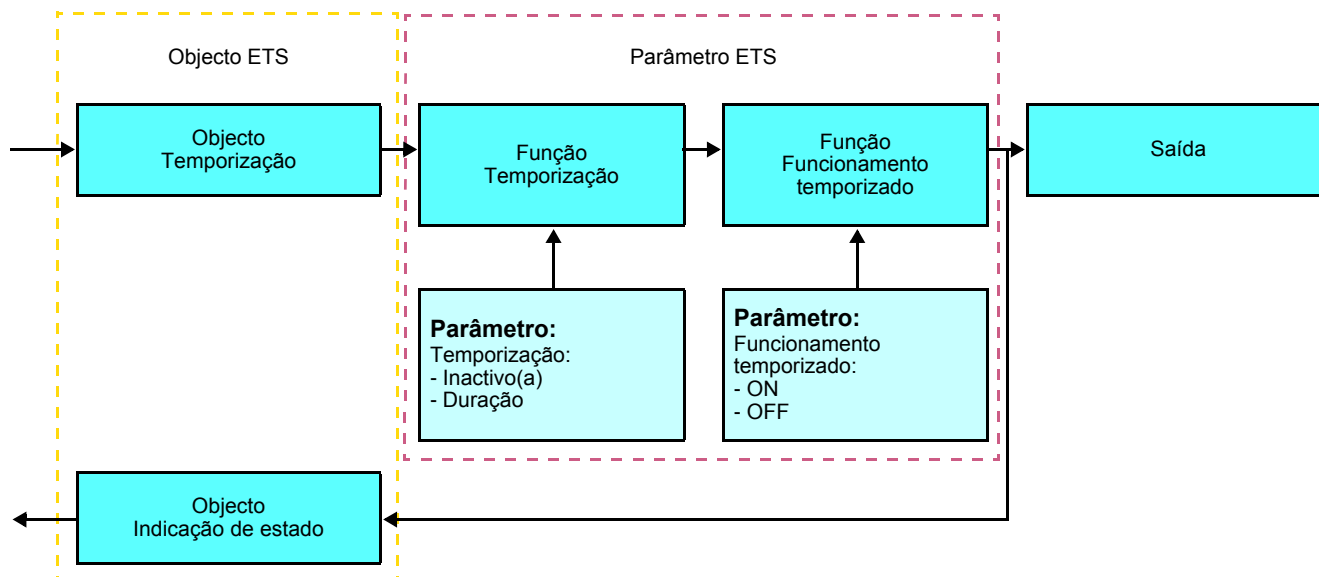 Objecto ETS
Parâmetro ETS
Objecto
Temporização
Função
Temporização
Função
Funcionamento
temporizado
Saída
Parâmetro:
Temporização:
- Inactivo(a)
- Duração
Parâmetro:
Funcionamento
temporizado:
- ON
- OFF
Objecto
Indicação de estado